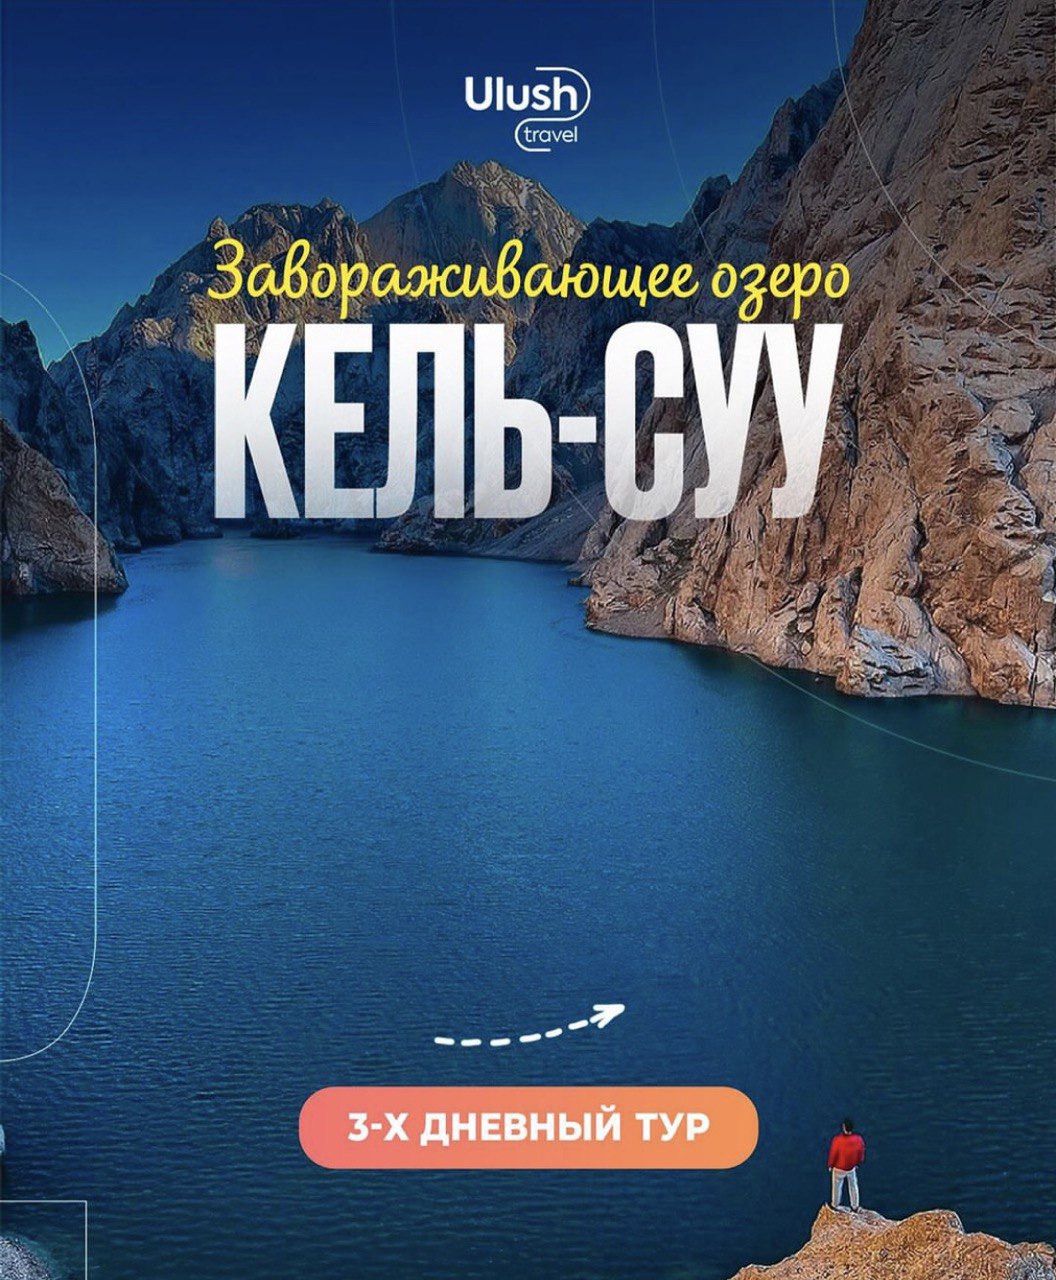 Ulush
travel
Завораживающее озеро
КЕЛЬ-СУУ
3-Х ДНЕВНЫЙ ТУР